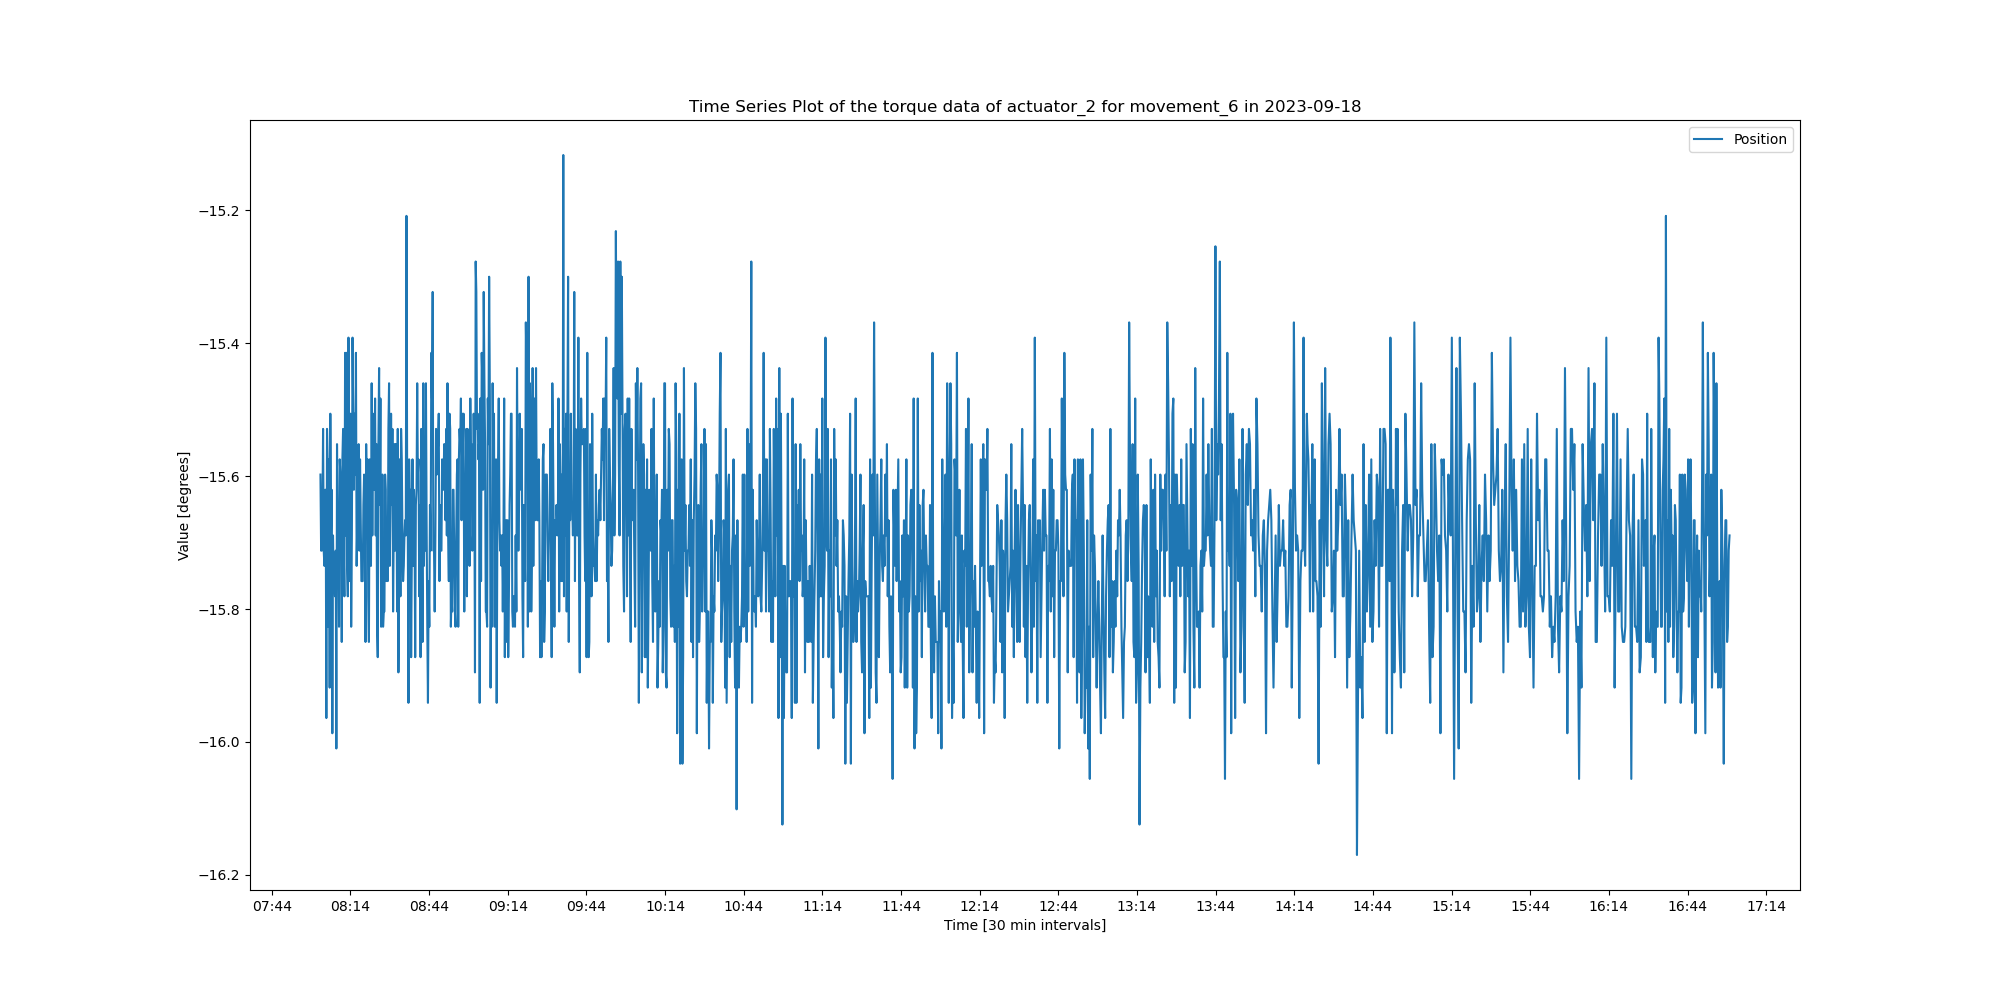 Time Series Plot of the torque data of actuator_2 for movement_6 in 2023-09-18
Position
−15.2
−15.4
−15.6
−15.8
−16.0
−16.2
Value [degrees]
07:44 08:14 08:44 09:14 09:44 10:14 10:44 11:14 11:44 12:14 12:44 13:14 13:44 14:14 14:44 15:14 15:44 16:14 16:44 17:14
Time [30 min intervals]